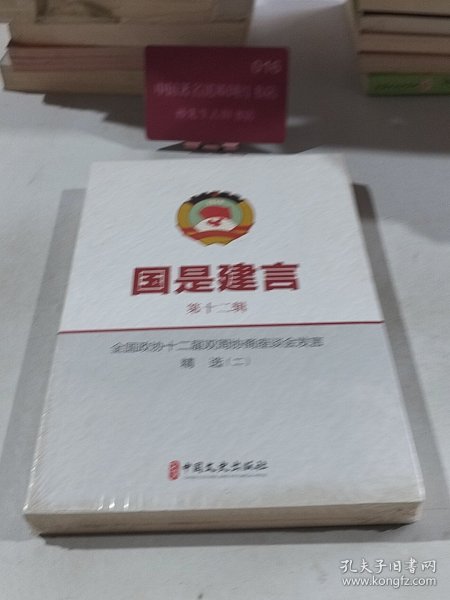 016
国是建言
第十二辑
全国政协十二届双周协商座谈会发言
精 选（二）
中国文史出版社
孔夫子旧书网
www.kongfz.com